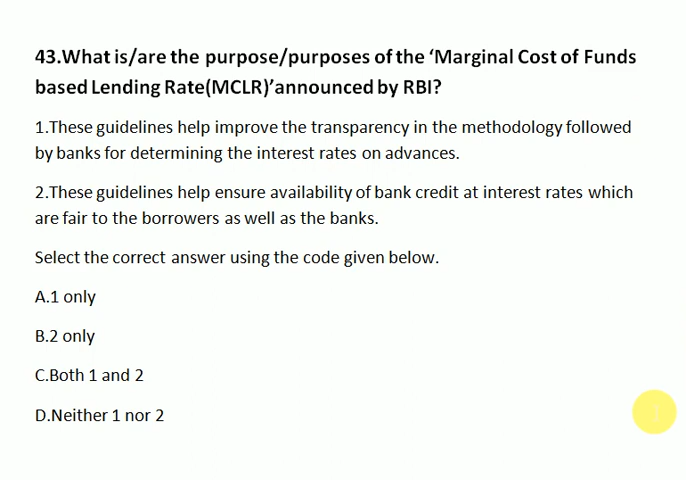 43.What is/are the purpose/purposes of the ‘Marginal Cost of Funds
based Lending Rate(MCLR)’announced by RBI?
1.These guidelines help improve the transparency in the methodology followed
by banks for determining the interest rates on advances.
2.These guidelines help ensure availability of bank credit at interest rates which
are fair to the borrowers as well as the banks.
Select the correct answer using the code given below.
A.1 only
B.2 only
C.Both 1 and 2
D.Neither 1 nor 2